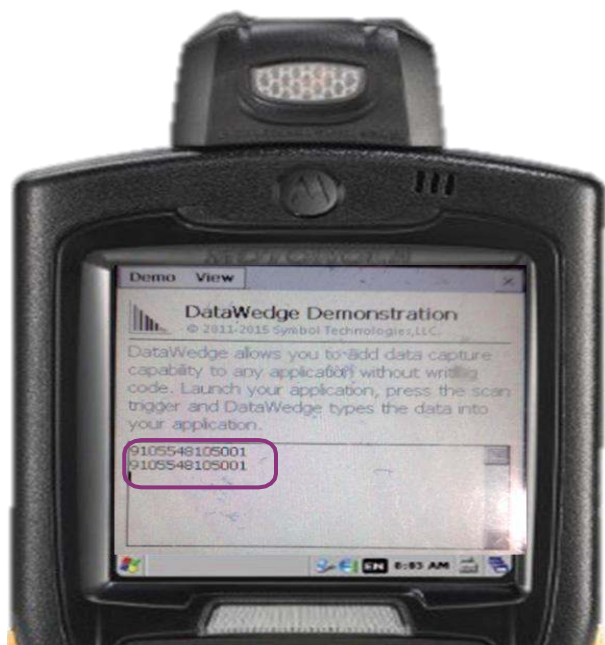 MOTOROLA
Demo View
DataWedge Demonstration
© 2011-2015 Symbol Technologies, LLC.
DataWedge allows you to add data capture
capability to any application without writing
code. Launch your application, press the scan
trigger and DataWedge types the data into
your application.
9105548105001
9105548105001
EN 8:03 AM